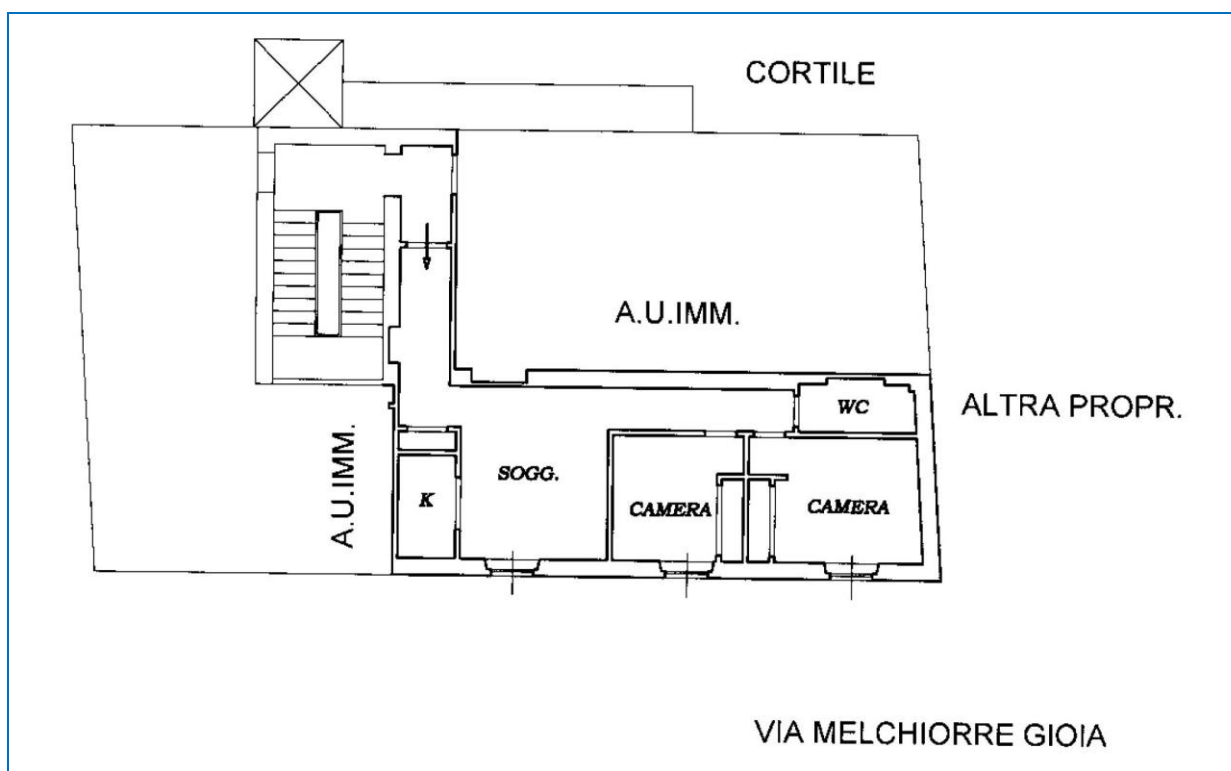 CORTILE
A.U.IMM.
WC
ALTRA PROPR.
A.U.IMM.
SOGG.
K
CAMERA
CAMERA
VIA MELCHIORRE GIOIA